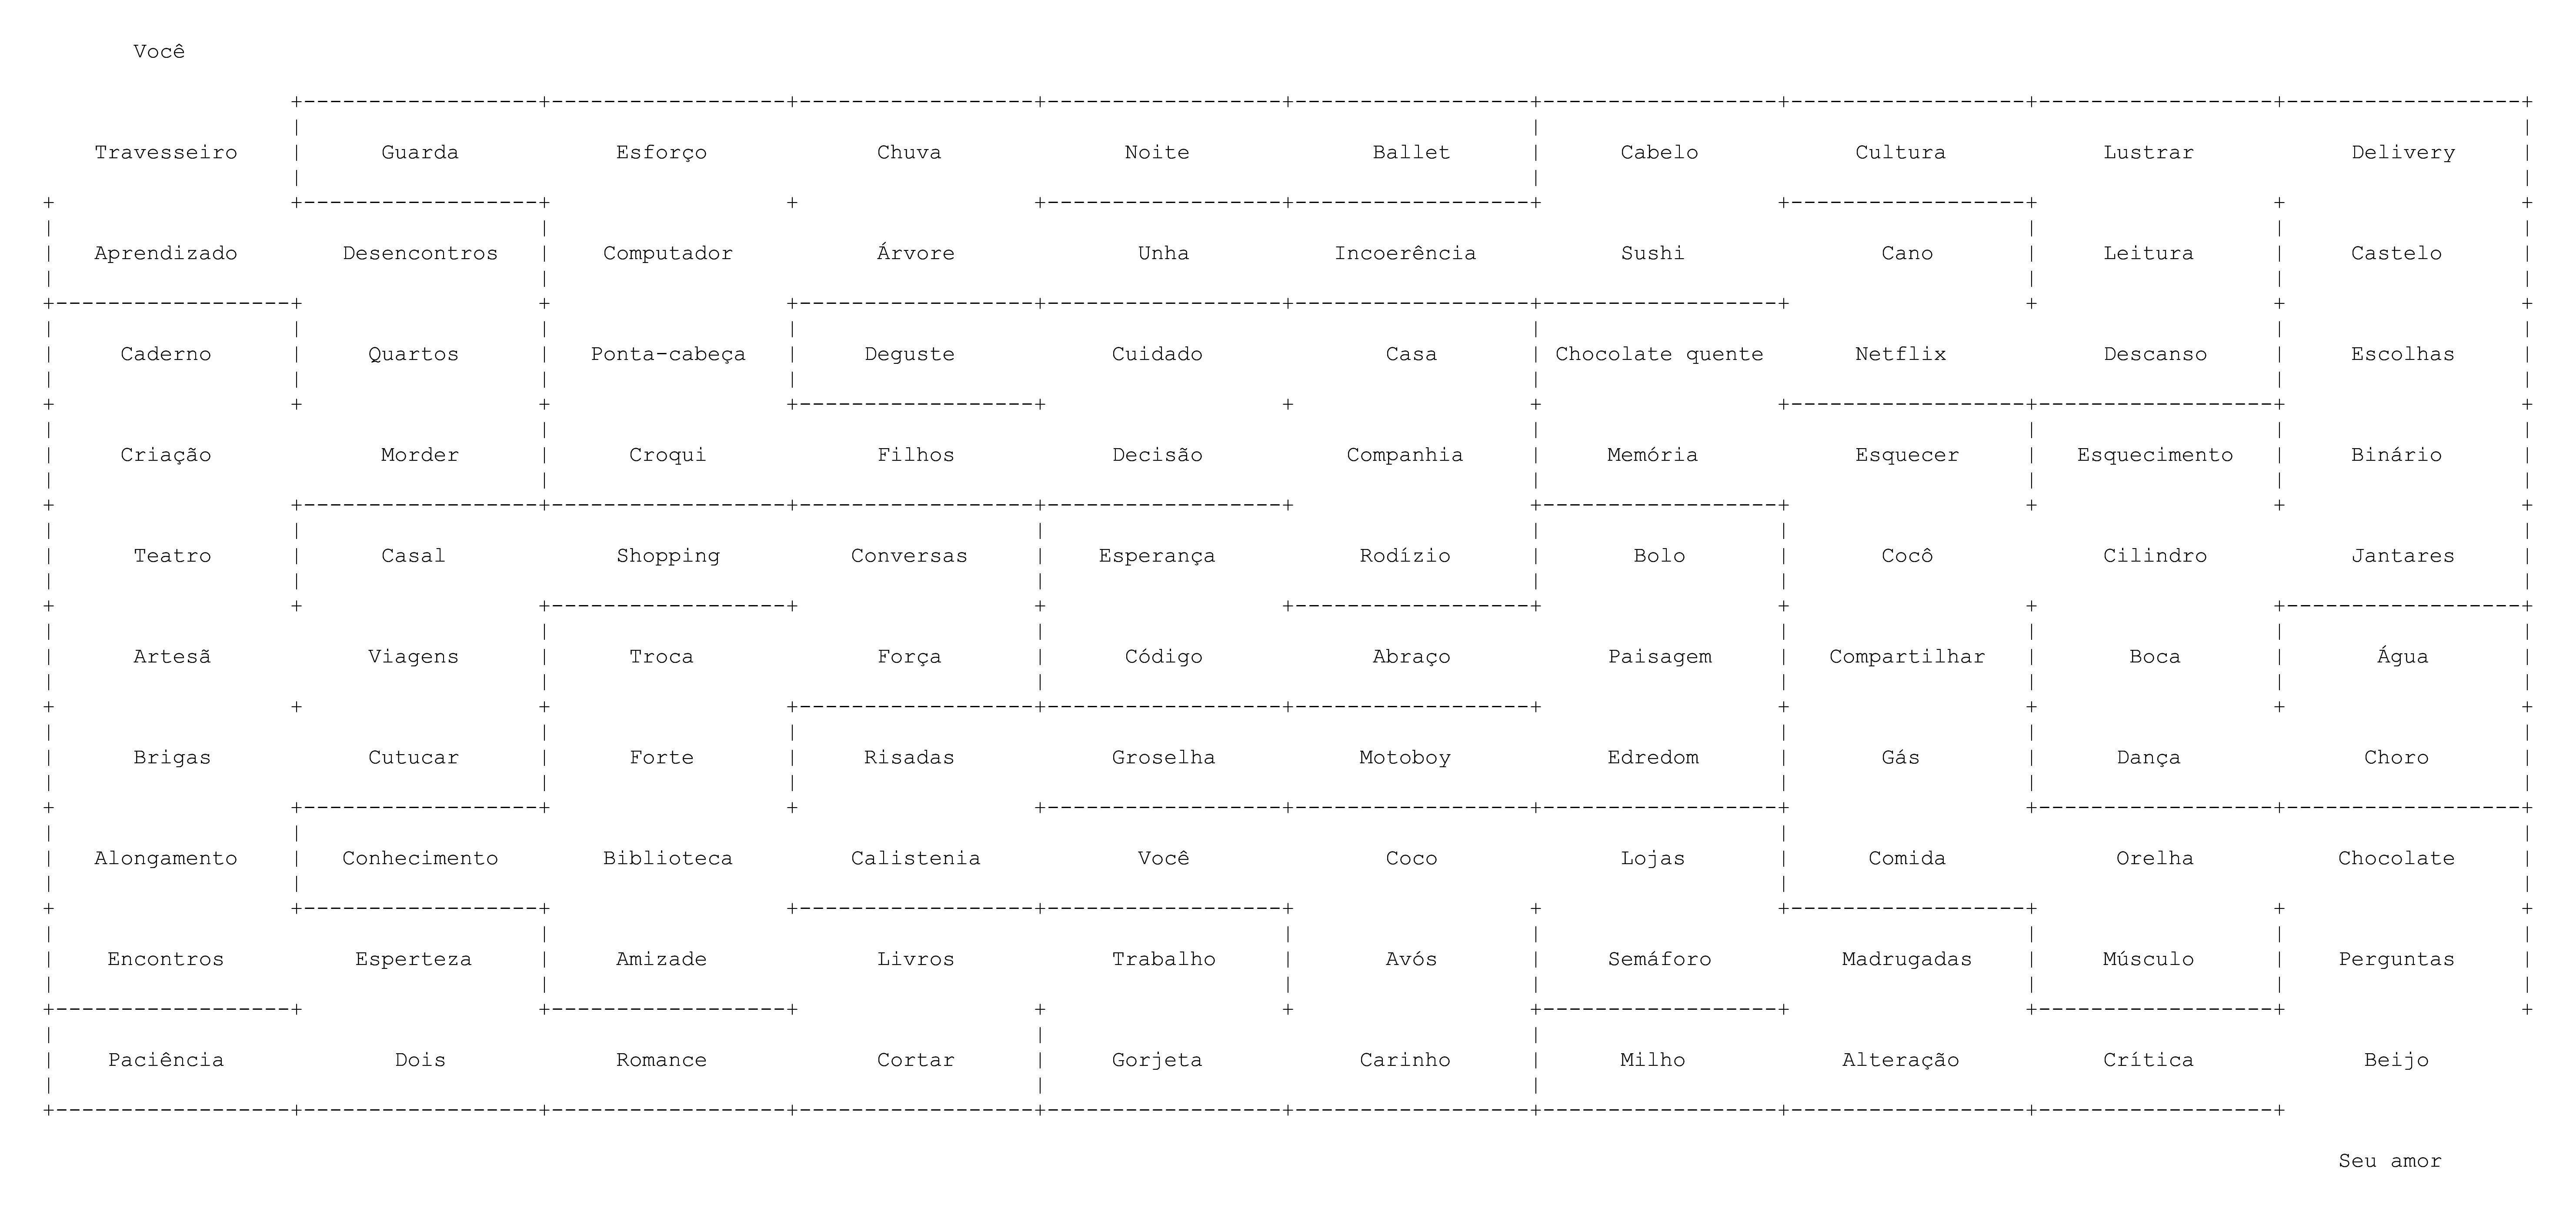 Você
Travesseiro Guarda Esforço Chuva Noite Ballet Cabelo Cultura Lustrar Delivery
Aprendizado Desencontros Computador Árvore Unha Incoerência Sushi Cano Leitura Castelo
Caderno Quartos Ponta-cabeça Deguste Cuidado Casa Chocolate quente Netflix Descanso Escolhas
Criação Morder Croqui Filhos Decisão Companhia Memória Esquecer Esquecimento Binário
Teatro Casal Shopping Conversas Esperança Rodízio Bolo Cocô Cilindro Jantares
Artesã Viagens Troca Força Código Abraço Paisagem Compartilhar Boca Água
Brigas Cutucar Forte Risadas Groselha Motoboy Edredom Gás Dança Choro
Alongamento Conhecimento Biblioteca Calistenia Você Coco Lojas Comida Orelha Chocolate
Encontros Esperteza Amizade Livros Trabalho Avós Semáforo Madrugadas Músculo Perguntas
Paciência Dois Romance Cortar Gorjeta Carinho Milho Alteração Crítica Beijo
Seu amor